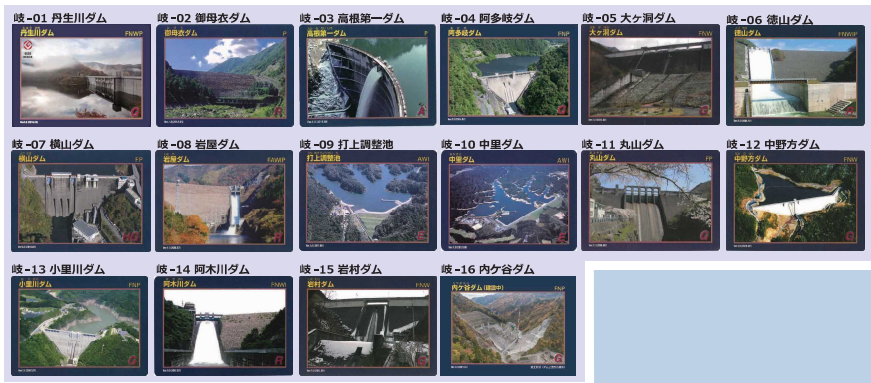 岐-01 丹生川ダム
岐-02 御母衣ダム
岐-03 高根第一ダム
岐-04 阿多岐ダム
岐-05 大ヶ洞ダム
岐-06 徳山ダム
丹生川ダム FNWP
御母衣ダム P
高根第一ダム P
阿多岐ダム FNP
大ヶ洞ダム FNW
徳山ダム FNWIP
G
R
A
G
G
R
岐-07 横山ダム
岐-08 岩屋ダム
岐-09 打上調整池
岐-10 中里ダム
岐-11 丸山ダム
岐-12 中野方ダム
横山ダム FP
岩屋ダム FAWIP
打上調整池 AWI
中里ダム AWI
丸山ダム FP
中野方ダム FNW
HG
R
E
E
G
G
岐-13 小里川ダム
岐-14 阿木川ダム
岐-15 岩村ダム
岐-16 内ケ谷ダム
小里川ダム FNP
阿木川ダム FNWI
岩村ダム FNW
内ケ谷ダム(建設中) FNP
G
R
G
G